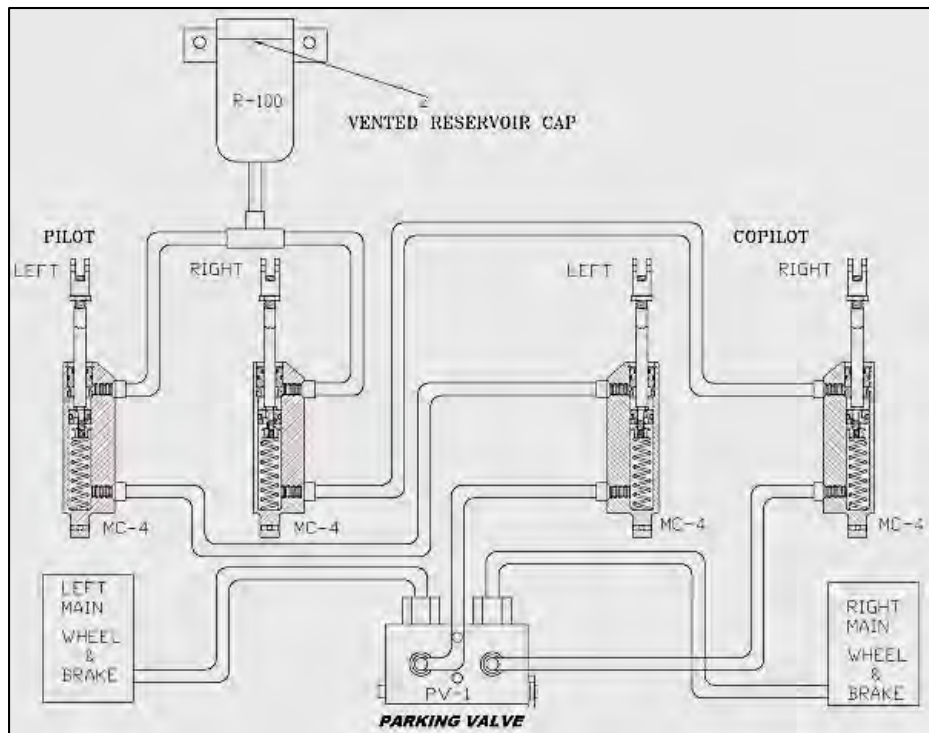 R-100
2
VENTED RESERVOIR CAP
PILOT
COPILOT
LEFT
RIGHT
LEFT
RIGHT
MC-4
MC-4
MC-4
MC-4
LEFT
MAIN
WHEEL
&
BRAKE
PV-1
PARKING VALVE
RIGHT
MAIN
WHEEL
&
BRAKE